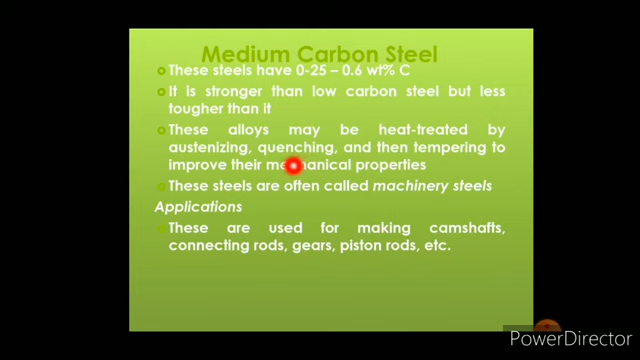 Medium Carbon Steel
These steels have 0-25 – 0.6 wt% C
It is stronger than low carbon steel but less
tougher than it
These alloys may be heat-treated by
austenizing, quenching, and then tempering to
improve their mechanical properties
These steels are often called machinery steels
Applications
These are used for making camshafts,
connecting rods, gears, piston rods, etc.
PowerDirector